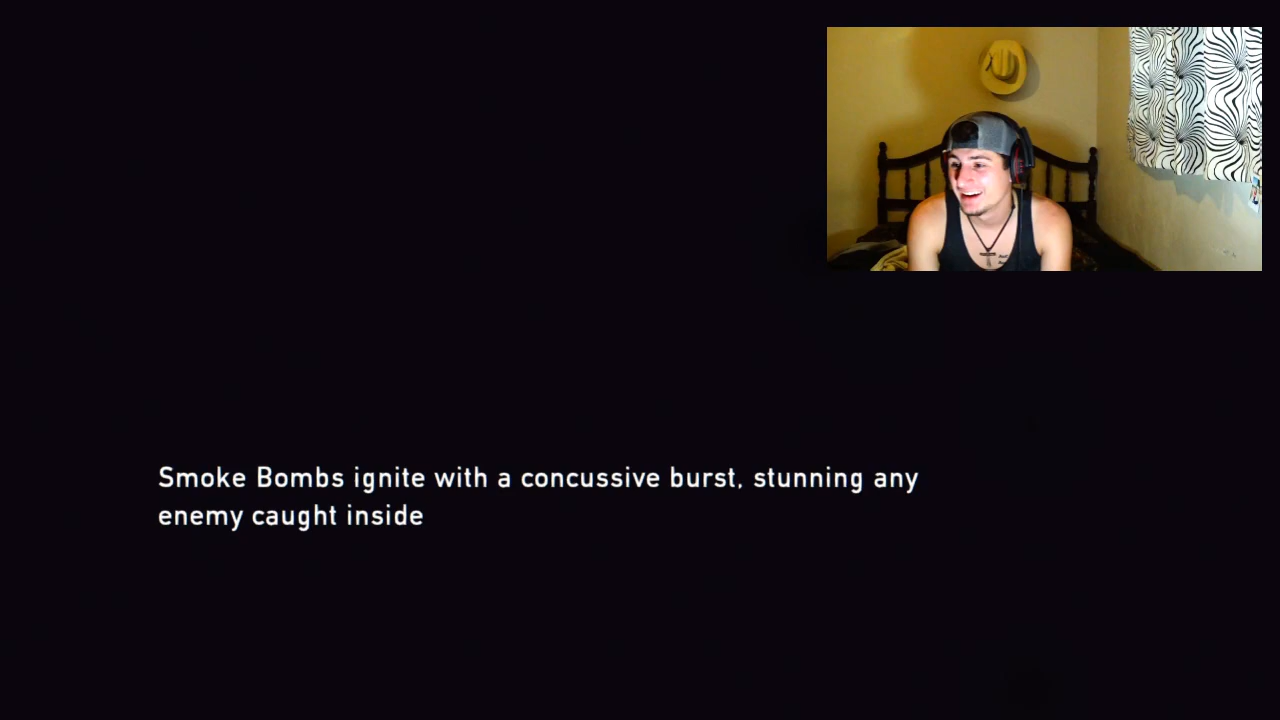 Smoke Bombs ignite with a concussive burst, stunning any
enemy caught inside